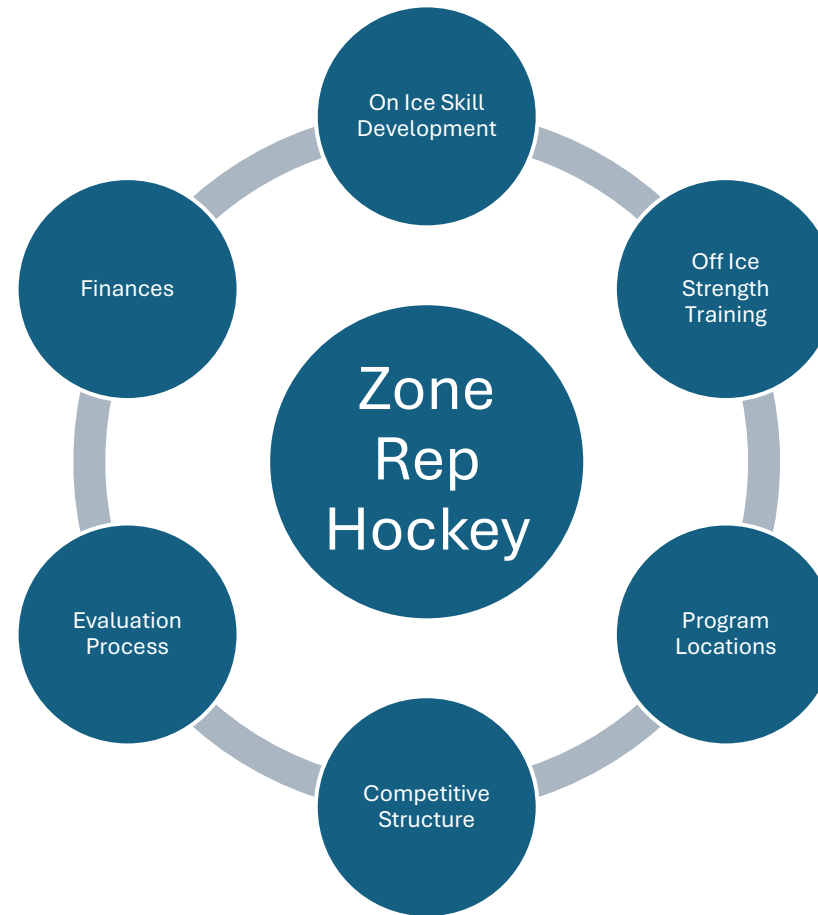 On Ice Skill
Development
Off Ice
Strength
Training
Program
Locations
Competitive
Structure
Evaluation
Process
Finances
Zone
Rep
Hockey